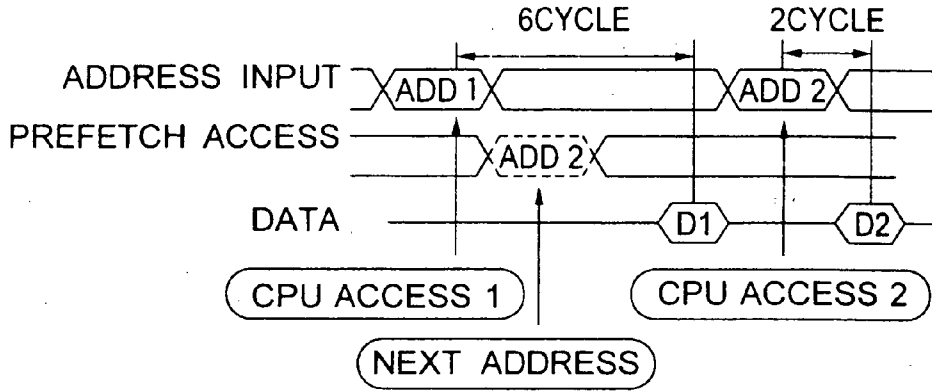 6CYCLE 2CYCLE
ADDRESS INPUT ADD 1 ADD 2
PREFETCH ACCESS ADD 2
DATA D1 D2
CPU ACCESS 1 CPU ACCESS 2
NEXT ADDRESS